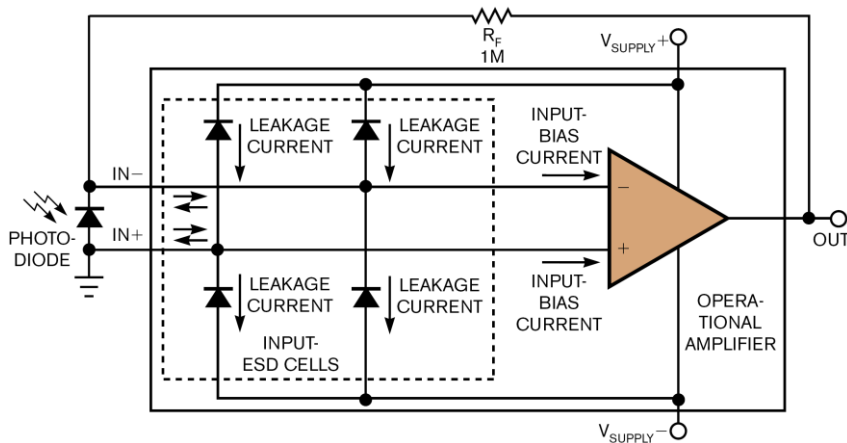 R_F
1M
V_SUPPLY+
LEAKAGE
CURRENT
LEAKAGE
CURRENT
INPUT-
BIAS
CURRENT
IN−
−
PHOTO-
DIODE
IN+
+
OUT
LEAKAGE
CURRENT
LEAKAGE
CURRENT
INPUT-
BIAS
CURRENT
OPERA-
TIONAL
AMPLIFIER
INPUT-
ESD CELLS
V_SUPPLY−